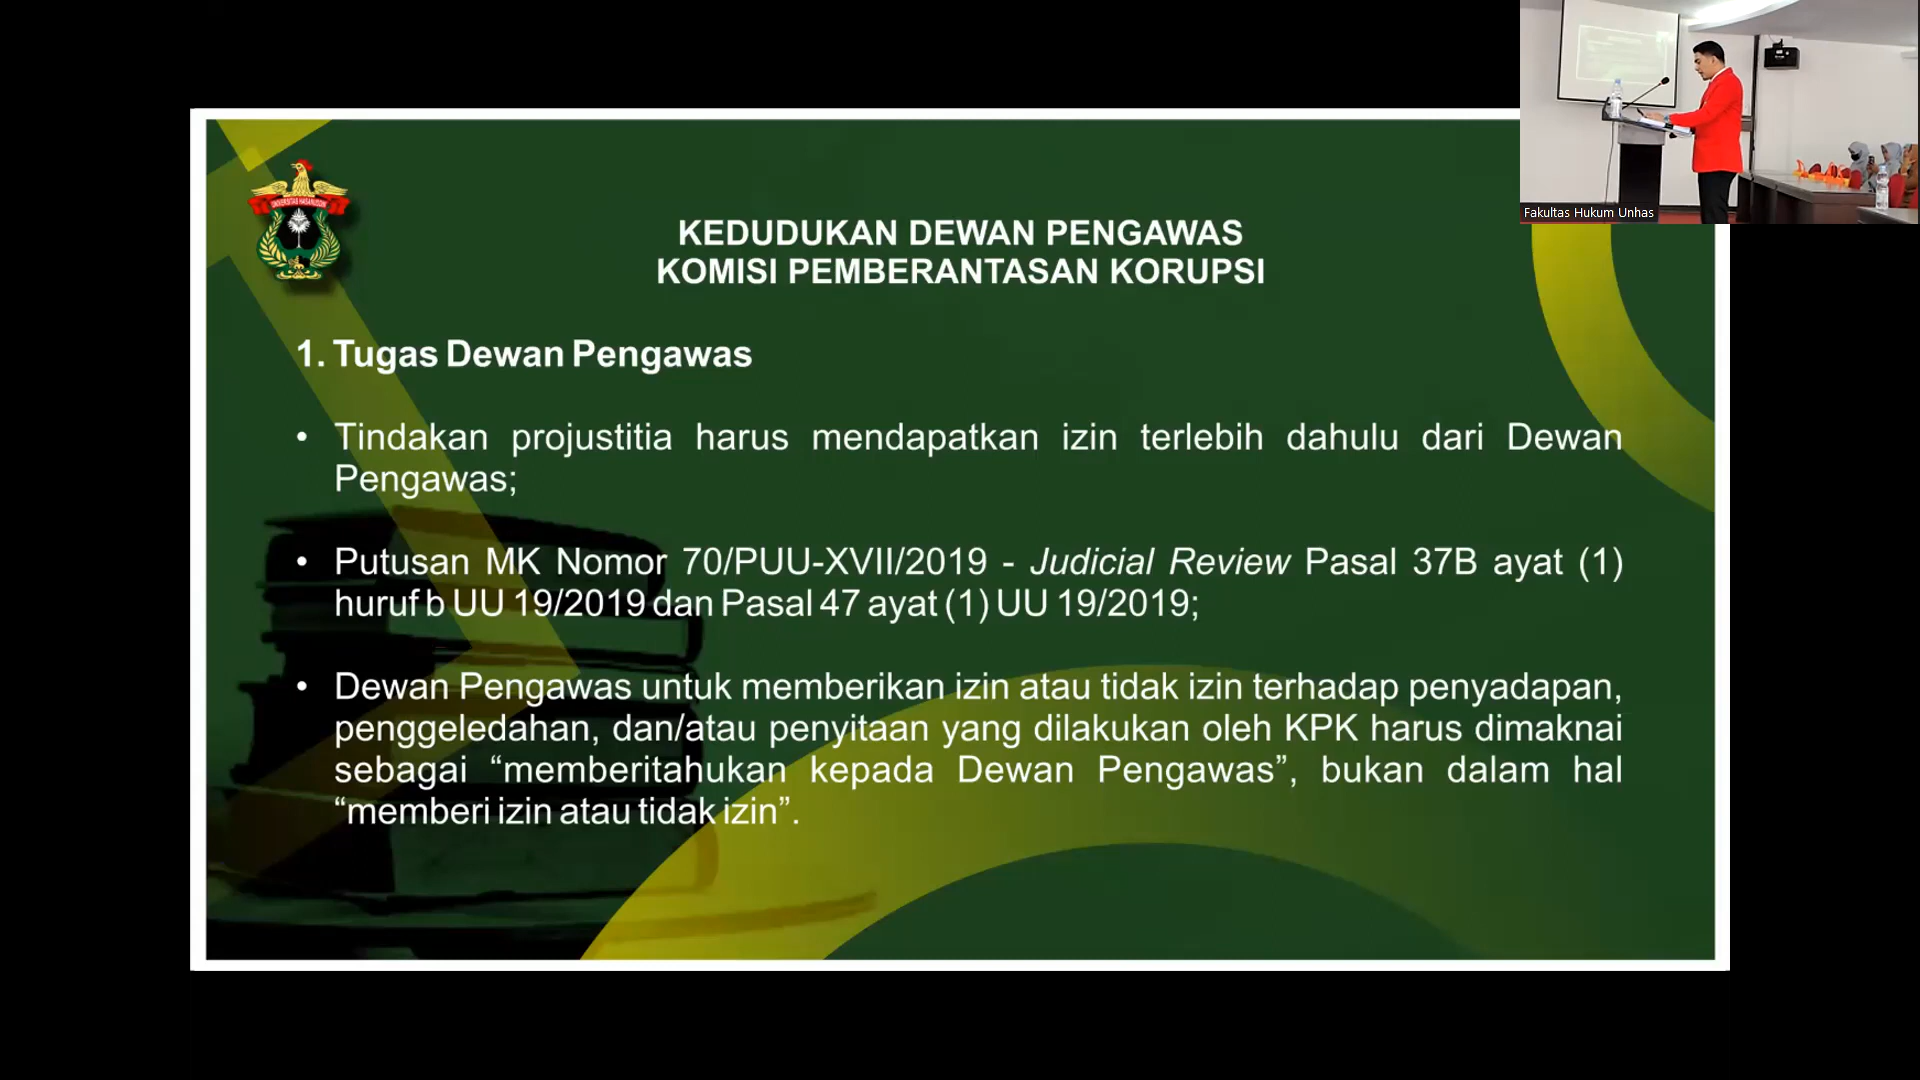 Fakultas Hukum Unhas
UNIVERSITAS HASANUDDIN
KEDUDUKAN DEWAN PENGAWAS
KOMISI PEMBERANTASAN KORUPSI
1. Tugas Dewan Pengawas
• Tindakan projustitia harus mendapatkan izin terlebih dahulu dari Dewan
Pengawas;
• Putusan MK Nomor 70/PUU-XVII/2019 - Judicial Review Pasal 37B ayat (1)
huruf b UU 19/2019 dan Pasal 47 ayat (1) UU 19/2019;
• Dewan Pengawas untuk memberikan izin atau tidak izin terhadap penyadapan,
penggeledahan, dan/atau penyitaan yang dilakukan oleh KPK harus dimaknai
sebagai “memberitahukan kepada Dewan Pengawas”, bukan dalam hal
“memberi izin atau tidak izin”.